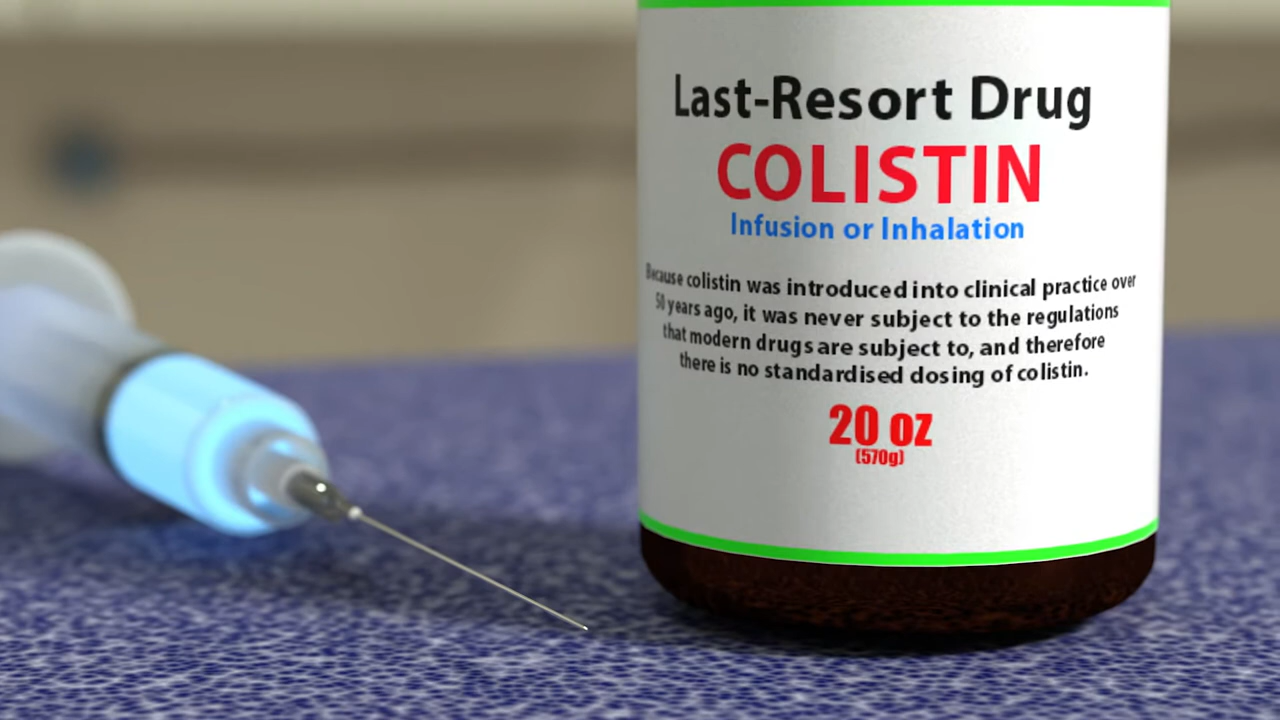 Last-Resort Drug
COLISTIN
Infusion or Inhalation
Because colistin was introduced into clinical practice over
50 years ago, it was never subject to the regulations
that modern drugs are subject to, and therefore
there is no standardised dosing of colistin.
20 oz
(570g)